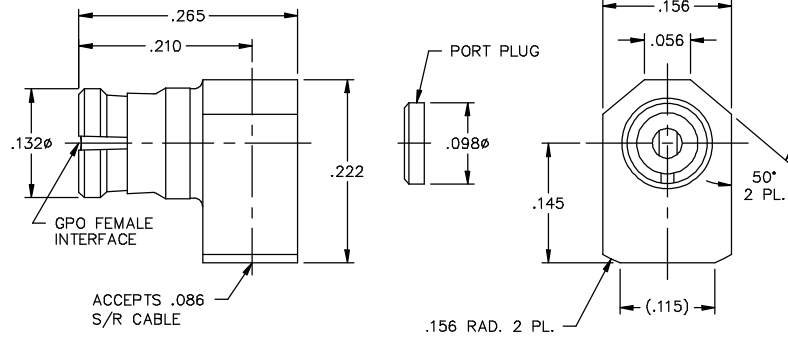 .265
.210
.132ø
GPO FEMALE
INTERFACE
ACCEPTS .086
S/R CABLE
.222
PORT PLUG
.098ø
.156
.056
.145
50°
2 PL.
(.115)
.156 RAD. 2 PL.